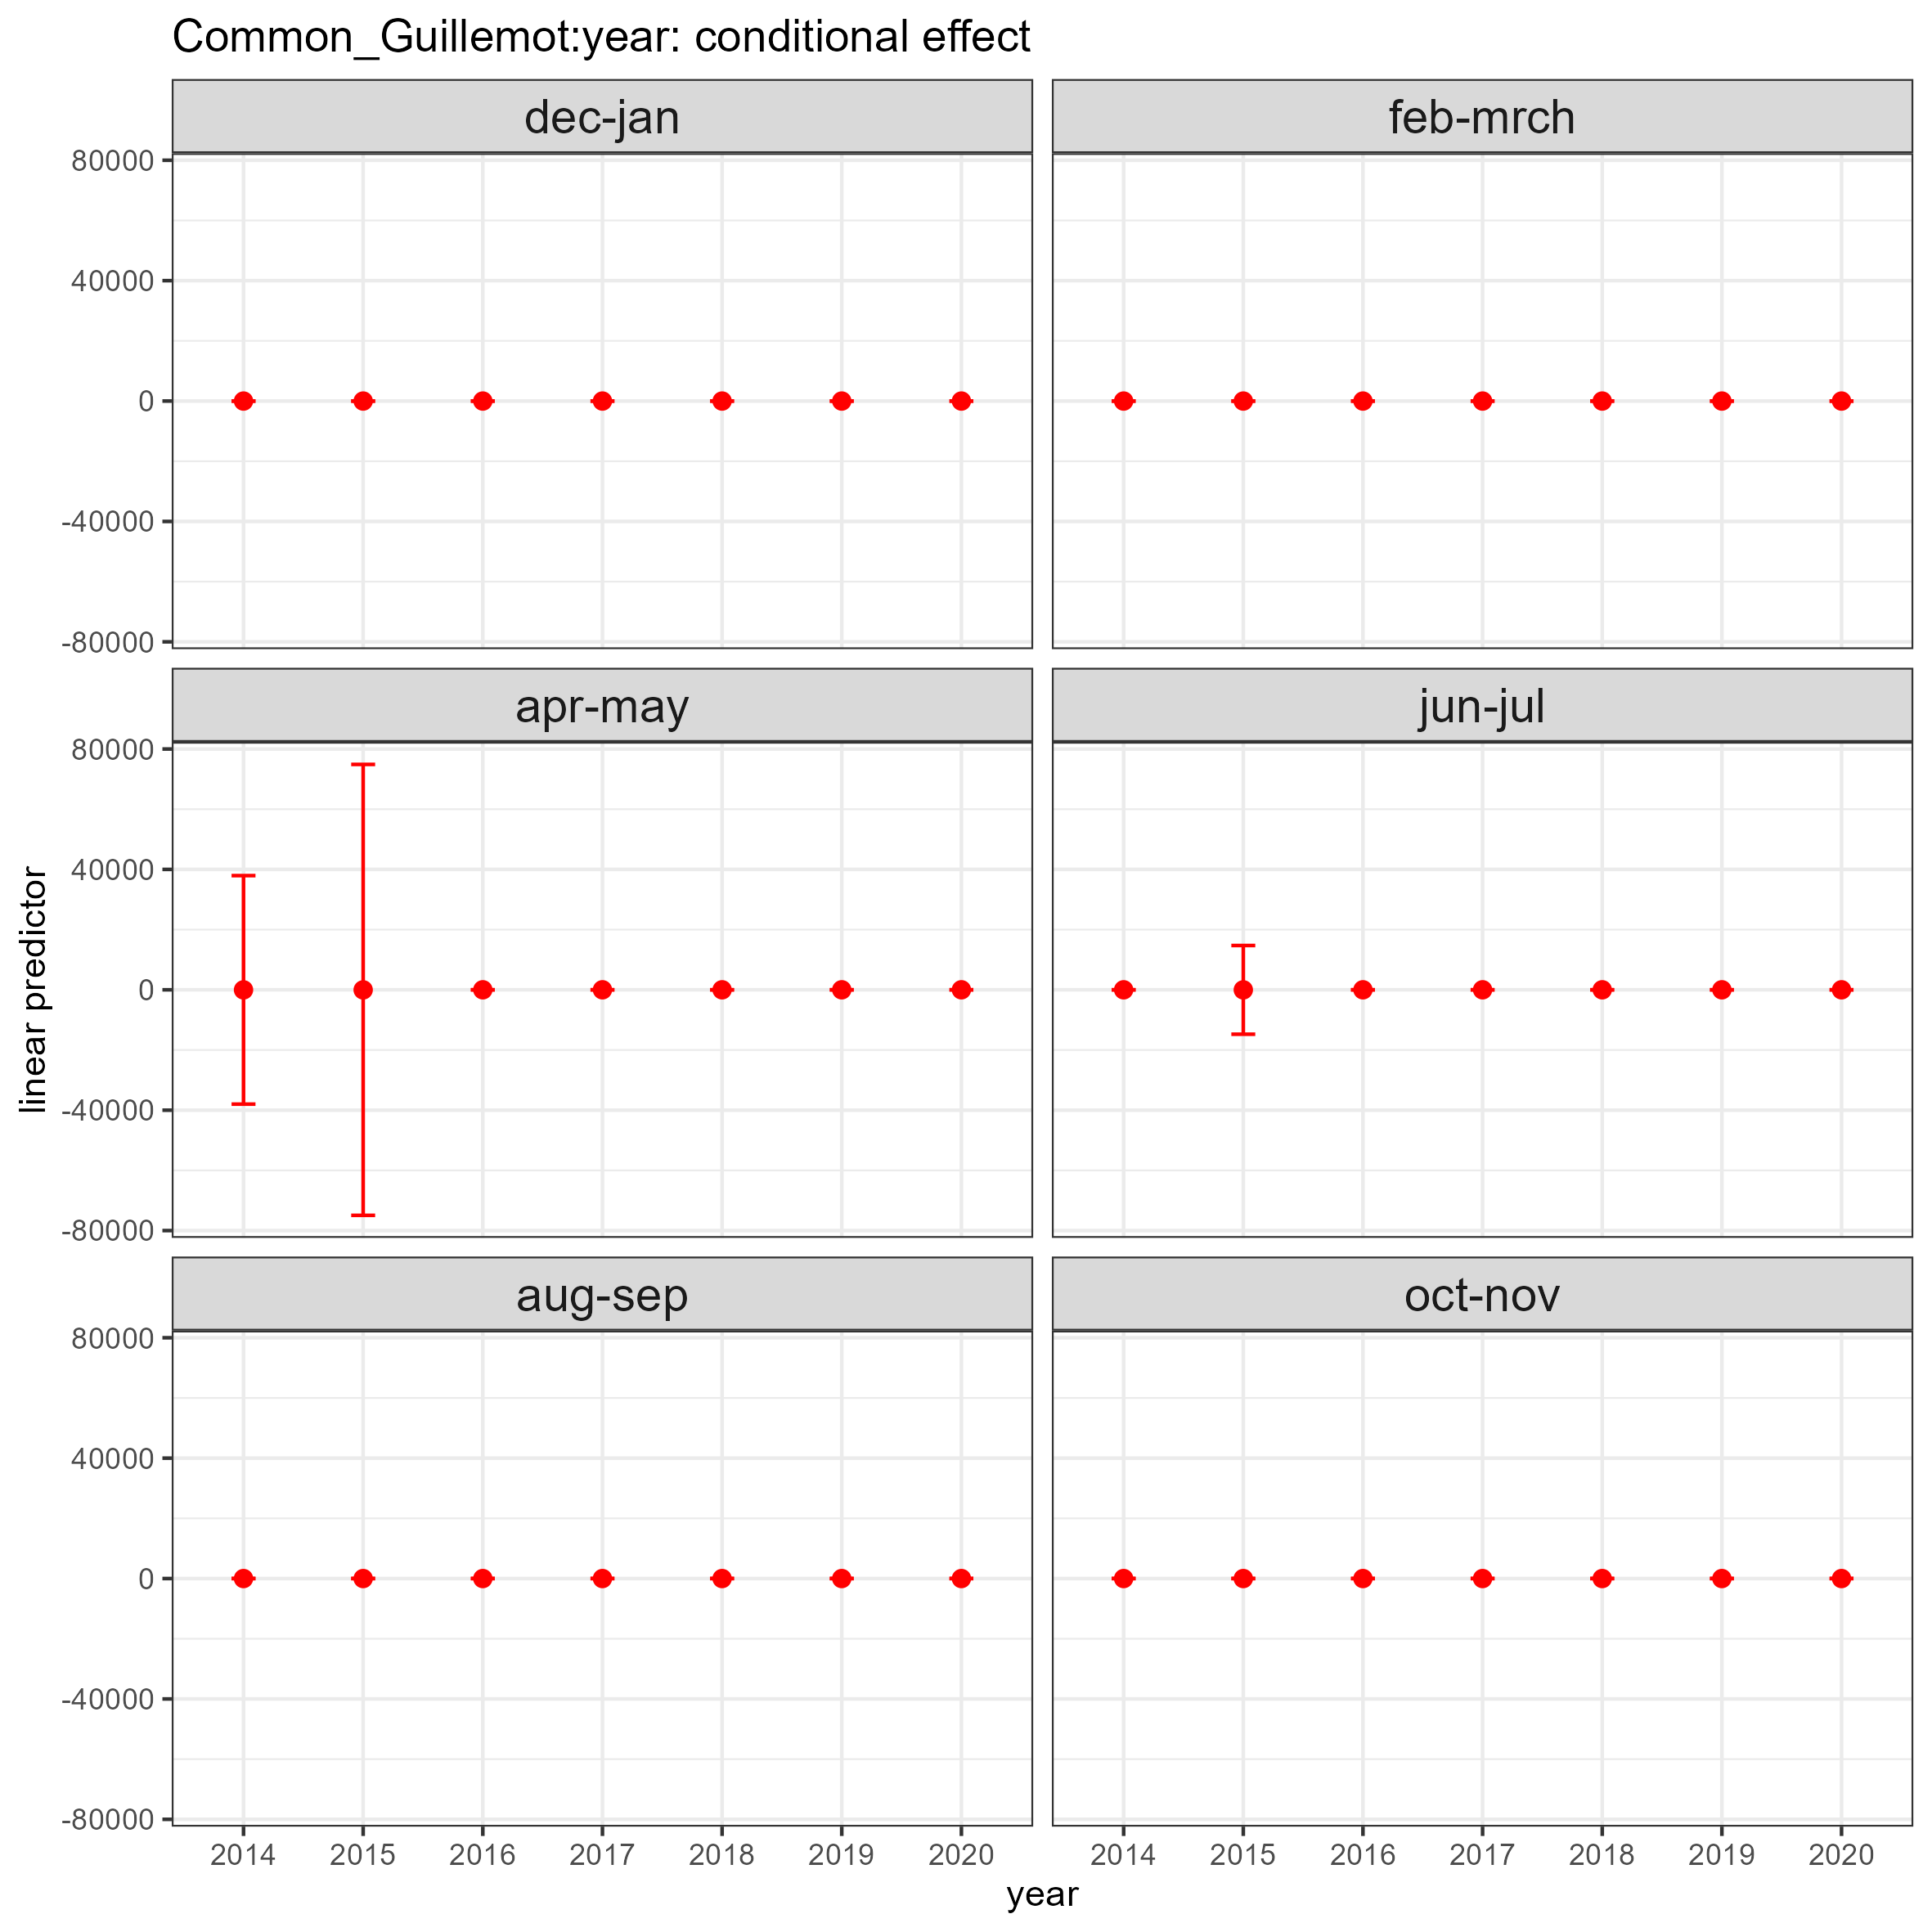 Common_Guillemot:year: conditional effect
dec-jan
feb-mrch
80000
40000
0
-40000
-80000
apr-may
jun-jul
80000
40000
0
-40000
-80000
linear predictor
aug-sep
oct-nov
80000
40000
0
-40000
-80000
2014 2015 2016 2017 2018 2019 2020
2014 2015 2016 2017 2018 2019 2020
year